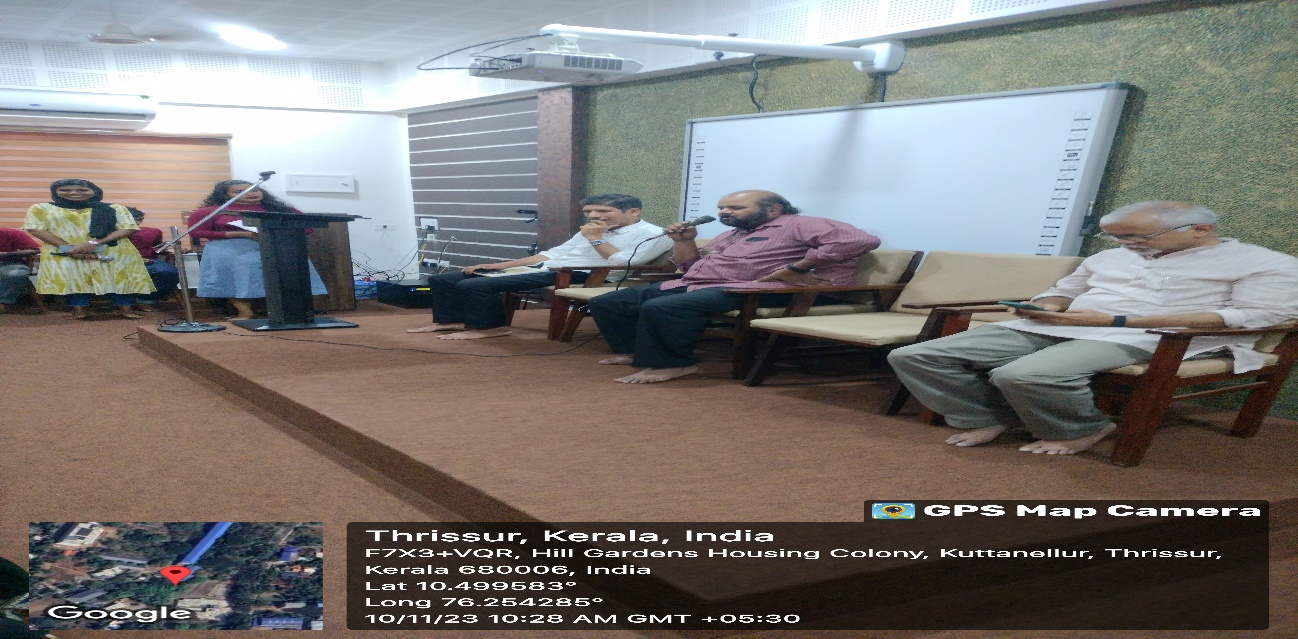 GPS Map Camera
Thrissur, Kerala, India
F7X3+VQR, Hill Gardens Housing Colony, Kuttanellur, Thrissur,
Kerala 680006, India
Lat 10.499583°
Long 76.254285°
10/11/23 10:28 AM GMT +05:30
Google